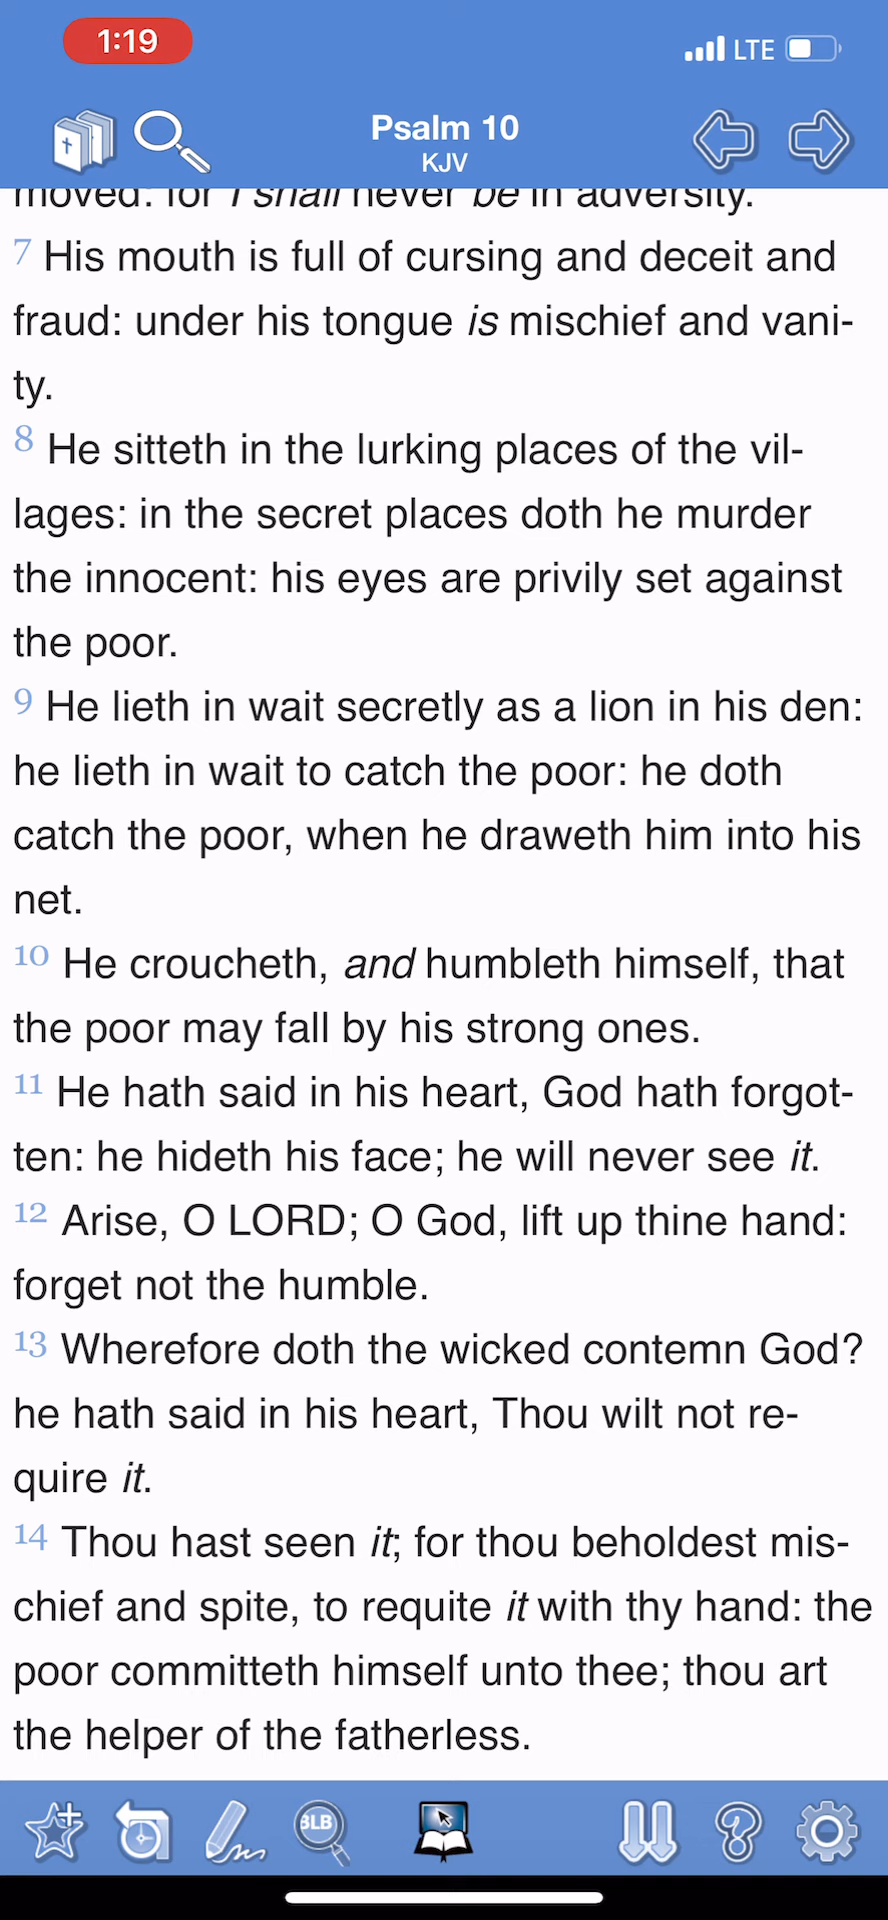 1:19
LTE
Psalm 10
KJV
moved: for I shall never be in adversity.
7 His mouth is full of cursing and deceit and
fraud: under his tongue is mischief and vani-
ty.
8 He sitteth in the lurking places of the vil-
lages: in the secret places doth he murder
the innocent: his eyes are privily set against
the poor.
9 He lieth in wait secretly as a lion in his den:
he lieth in wait to catch the poor: he doth
catch the poor, when he draweth him into his
net.
10 He croucheth, and humbleth himself, that
the poor may fall by his strong ones.
11 He hath said in his heart, God hath forgot-
ten: he hideth his face; he will never see it.
12 Arise, O LORD; O God, lift up thine hand:
forget not the humble.
13 Wherefore doth the wicked contemn God?
he hath said in his heart, Thou wilt not re-
quire it.
14 Thou hast seen it; for thou beholdest mis-
chief and spite, to requite it with thy hand: the
poor committeth himself unto thee; thou art
the helper of the fatherless.
BLB